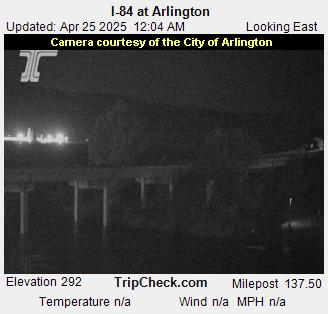 I-84 at Arlington
Updated: Apr 25 2025 12:04 AM Looking East
Camera courtesy of the City of Arlington
Elevation 292 TripCheck.com Milepost 137.50
Temperature n/a Wind n/a MPH n/a